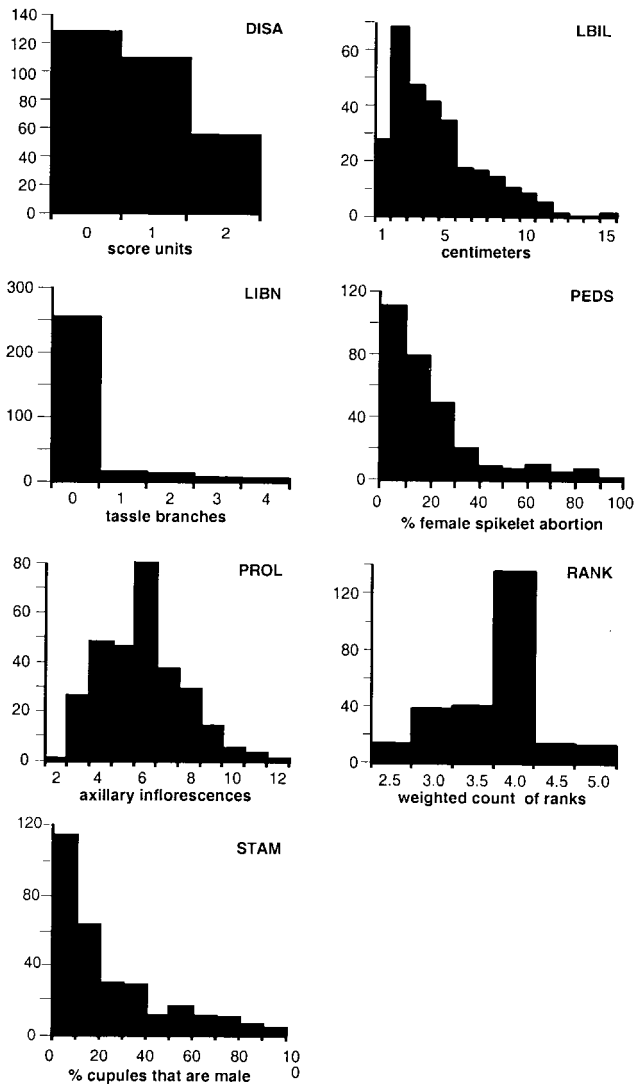 DISA
140
120
100
80
60
40
20
0
0 1 2
score units
LBIL
60
40
20
0
1 5 10 15
centimeters
LIBN
300
200
100
0
0 1 2 3 4
tassle branches
PEDS
120
80
40
0
0 20 40 60 80 100
% female spikelet abortion
PROL
80
60
40
20
0
2 4 6 8 10 12
axillary inflorescences
RANK
120
80
40
0
2.5 3.0 3.5 4.0 4.5 5.0
weighted count of ranks
STAM
120
80
40
0
0 20 40 60 80 10
0
% cupules that are male